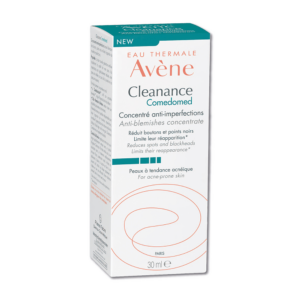 NEW
EAU THERMALE
Avène
Cleanance
Comedomed
Concentré anti-imperfections
Anti-blemishes concentrate
Réduit boutons et points noirs
Limite leur réapparition*
Reduces spots and blackheads
Limits their reappearance*
Peaux à tendance acnéique
For acne-prone skin
PARIS
30 ml e